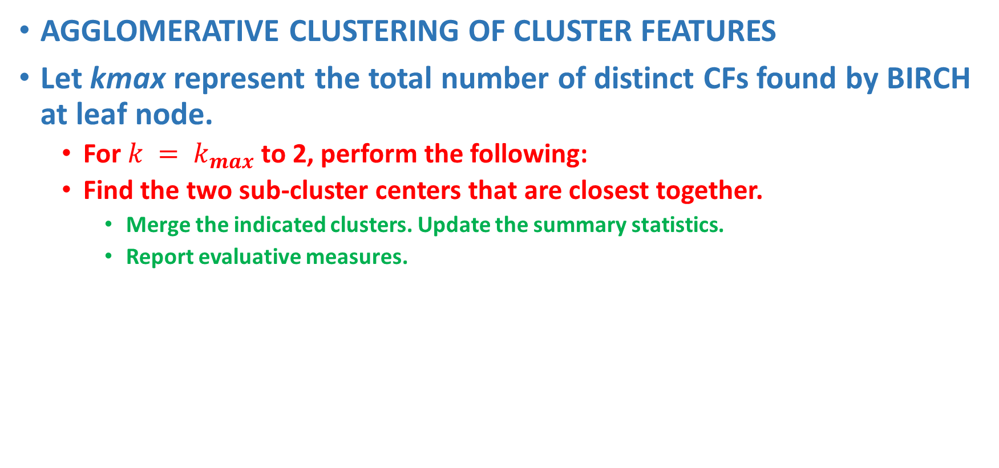 • AGGLOMERATIVE CLUSTERING OF CLUSTER FEATURES
• Let kmax represent the total number of distinct CFs found by BIRCH
at leaf node.
• For k = kmax to 2, perform the following:
• Find the two sub-cluster centers that are closest together.
• Merge the indicated clusters. Update the summary statistics.
• Report evaluative measures.